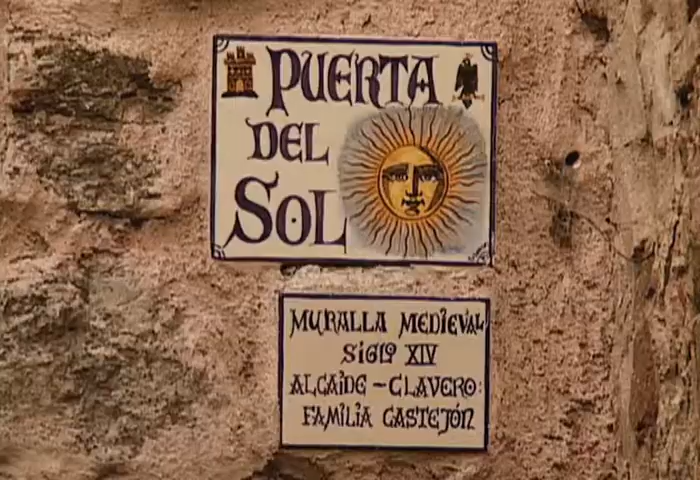 PUERTA
DEL
SOL
MURALLA MEDIEVAL
SIGLO XIV
ALCAIDE - CLAVERO:
FAMILIA CASTEJÓN